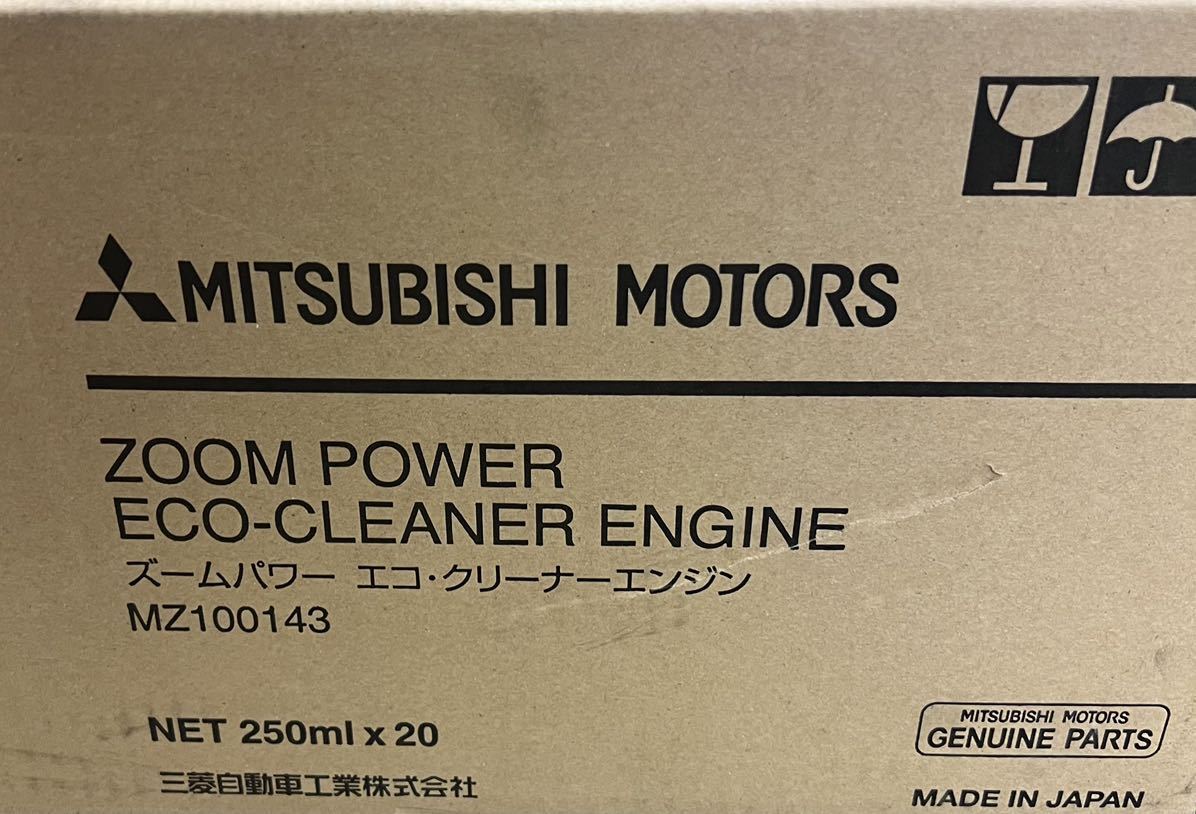 MITSUBISHI MOTORS
ZOOM POWER
ECO-CLEANER ENGINE
ズームパワー エコ・クリーナーエンジン
MZ100143
NET 250ml x 20
三菱自動車工業株式会社
MITSUBISHI MOTORS
GENUINE PARTS
MADE IN JAPAN